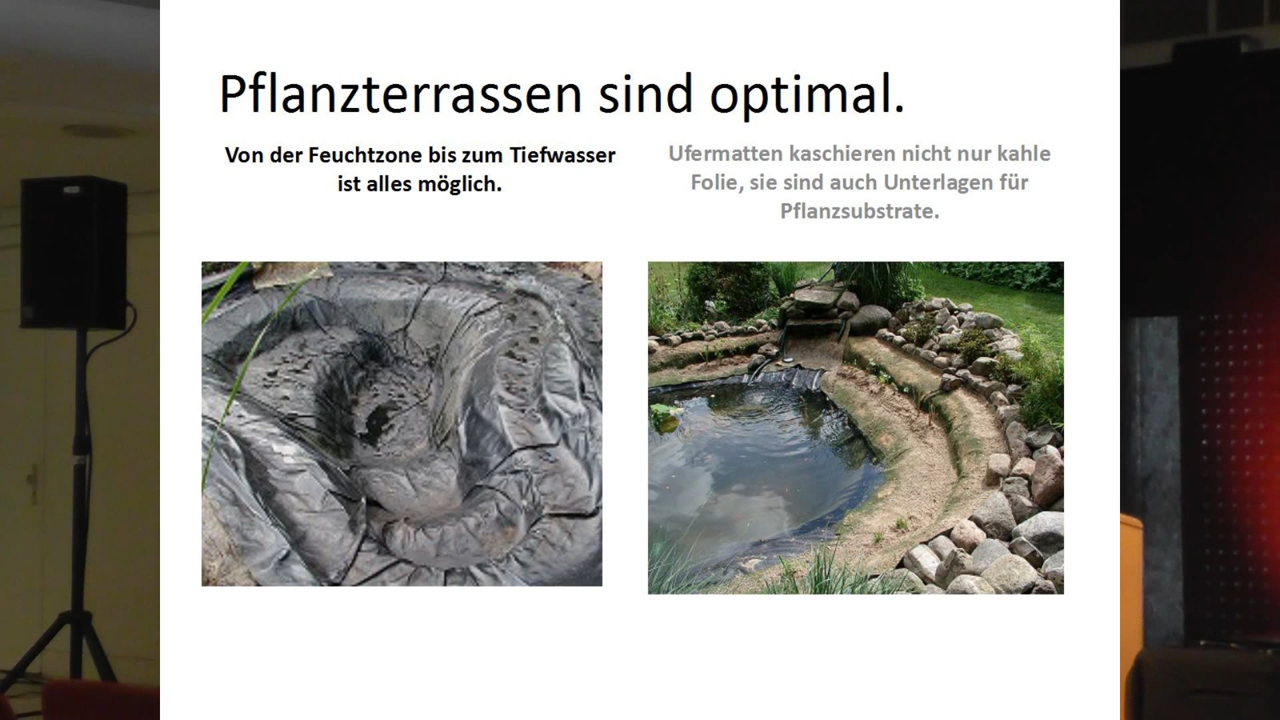 Pflanzterrassen sind optimal.
Von der Feuchtzone bis zum Tiefwasser
ist alles möglich.
Ufermatten kaschieren nicht nur kahle
Folie, sie sind auch Unterlagen für
Pflanzsubstrate.